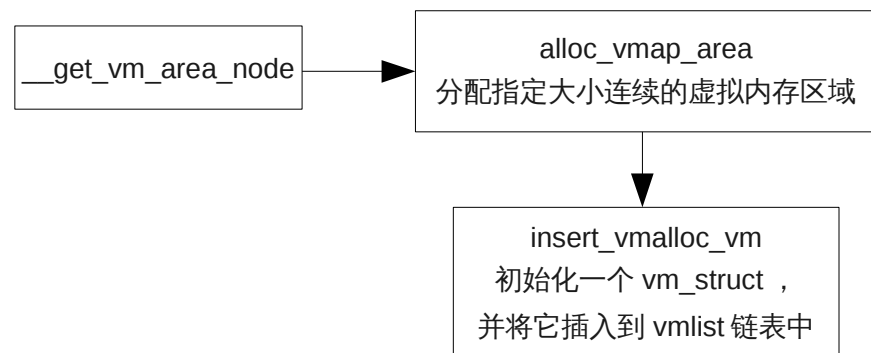 __get_vm_area_node
alloc_vmap_area
分配指定大小连续的虚拟内存区域
insert_vmalloc_vm
初始化一个 vm_struct ，
并将它插入到 vmlist 链表中